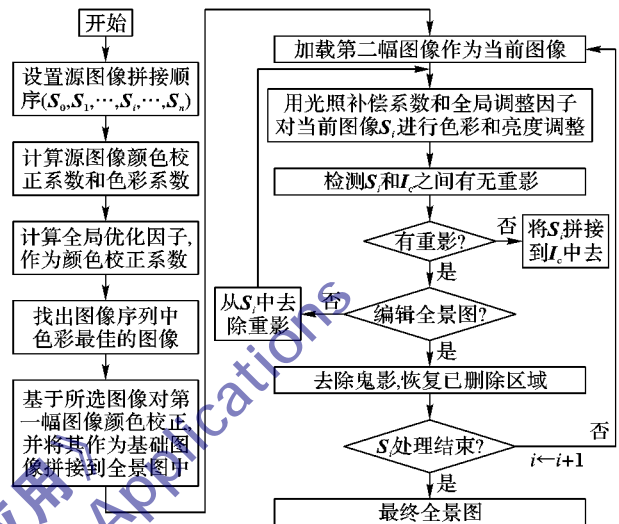 开始
设置源图像拼接顺
序(S₀,S₁,⋯,Sᵢ,⋯,Sₙ)
计算源图像颜色校
正系数和色彩系数
计算全局优化因子,
作为颜色校正系数
找出图像序列中
色彩最佳的图像
基于所选图像对第
一幅图像颜色校正,
并将其作为基础图
像拼接到全景图中
加载第二幅图像作为当前图像
用光照补偿系数和全局调整因子
对当前图像Sᵢ进行色彩和亮度调整
检测Sᵢ和I_c之间有无重影
有重影?
否
将Sᵢ拼接
到I_c中去
是
编辑全景图?
否
从Sᵢ中去
除重影
是
去除鬼影,恢复已删除区域
Sᵢ处理结束?
否
i←i+1
是
最终全景图
应用》
Applications